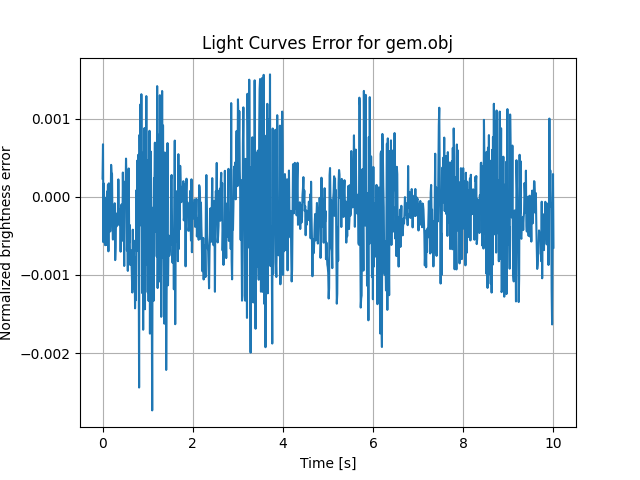 Light Curves Error for gem.obj
Normalized brightness error
0.001
0.000
−0.001
−0.002
0 2 4 6 8 10
Time [s]